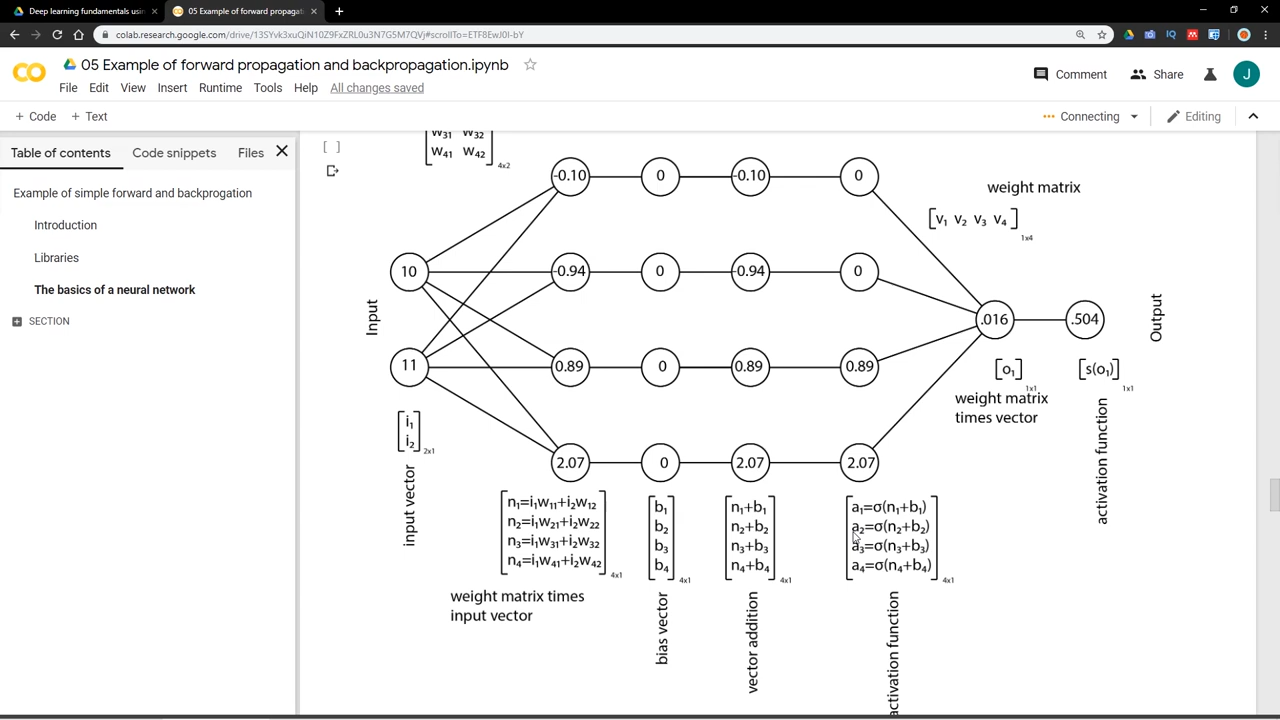 Deep learning fundamentals usin
05 Example of forward propagati
colab.research.google.com/drive/13SYvk3xuQiN10Z9FxZRL0u3N7G5M7QVj#scrollTo=ETF8EwJ0I-bY
05 Example of forward propagation and backpropagation.ipynb
File Edit View Insert Runtime Tools Help All changes saved
Comment
Share
J
+ Code + Text
Connecting
Editing
Table of contents Code snippets Files
Example of simple forward and backprogation
Introduction
Libraries
The basics of a neural network
SECTION
[ ]
w31 w32
w41 w42
4x2
-0.10 0 -0.10 0
weight matrix
[v1 v2 v3 v4]
1x4
10 -0.94 0 -0.94 0
Input
.016 .504
Output
11 0.89 0 0.89 0.89
[o1]
1x1
[s(o1)]
1x1
weight matrix
times vector
activation function
i1
i2
2x1
input vector
2.07 0 2.07 2.07
n1=i1w11+i2w12
n2=i1w21+i2w22
n3=i1w31+i2w32
n4=i1w41+i2w42
4x1
weight matrix times
input vector
b1
b2
b3
b4
4x1
bias vector
n1+b1
n2+b2
n3+b3
n4+b4
4x1
vector addition
a1=σ(n1+b1)
a2=σ(n2+b2)
a3=σ(n3+b3)
a4=σ(n4+b4)
4x1
activation function